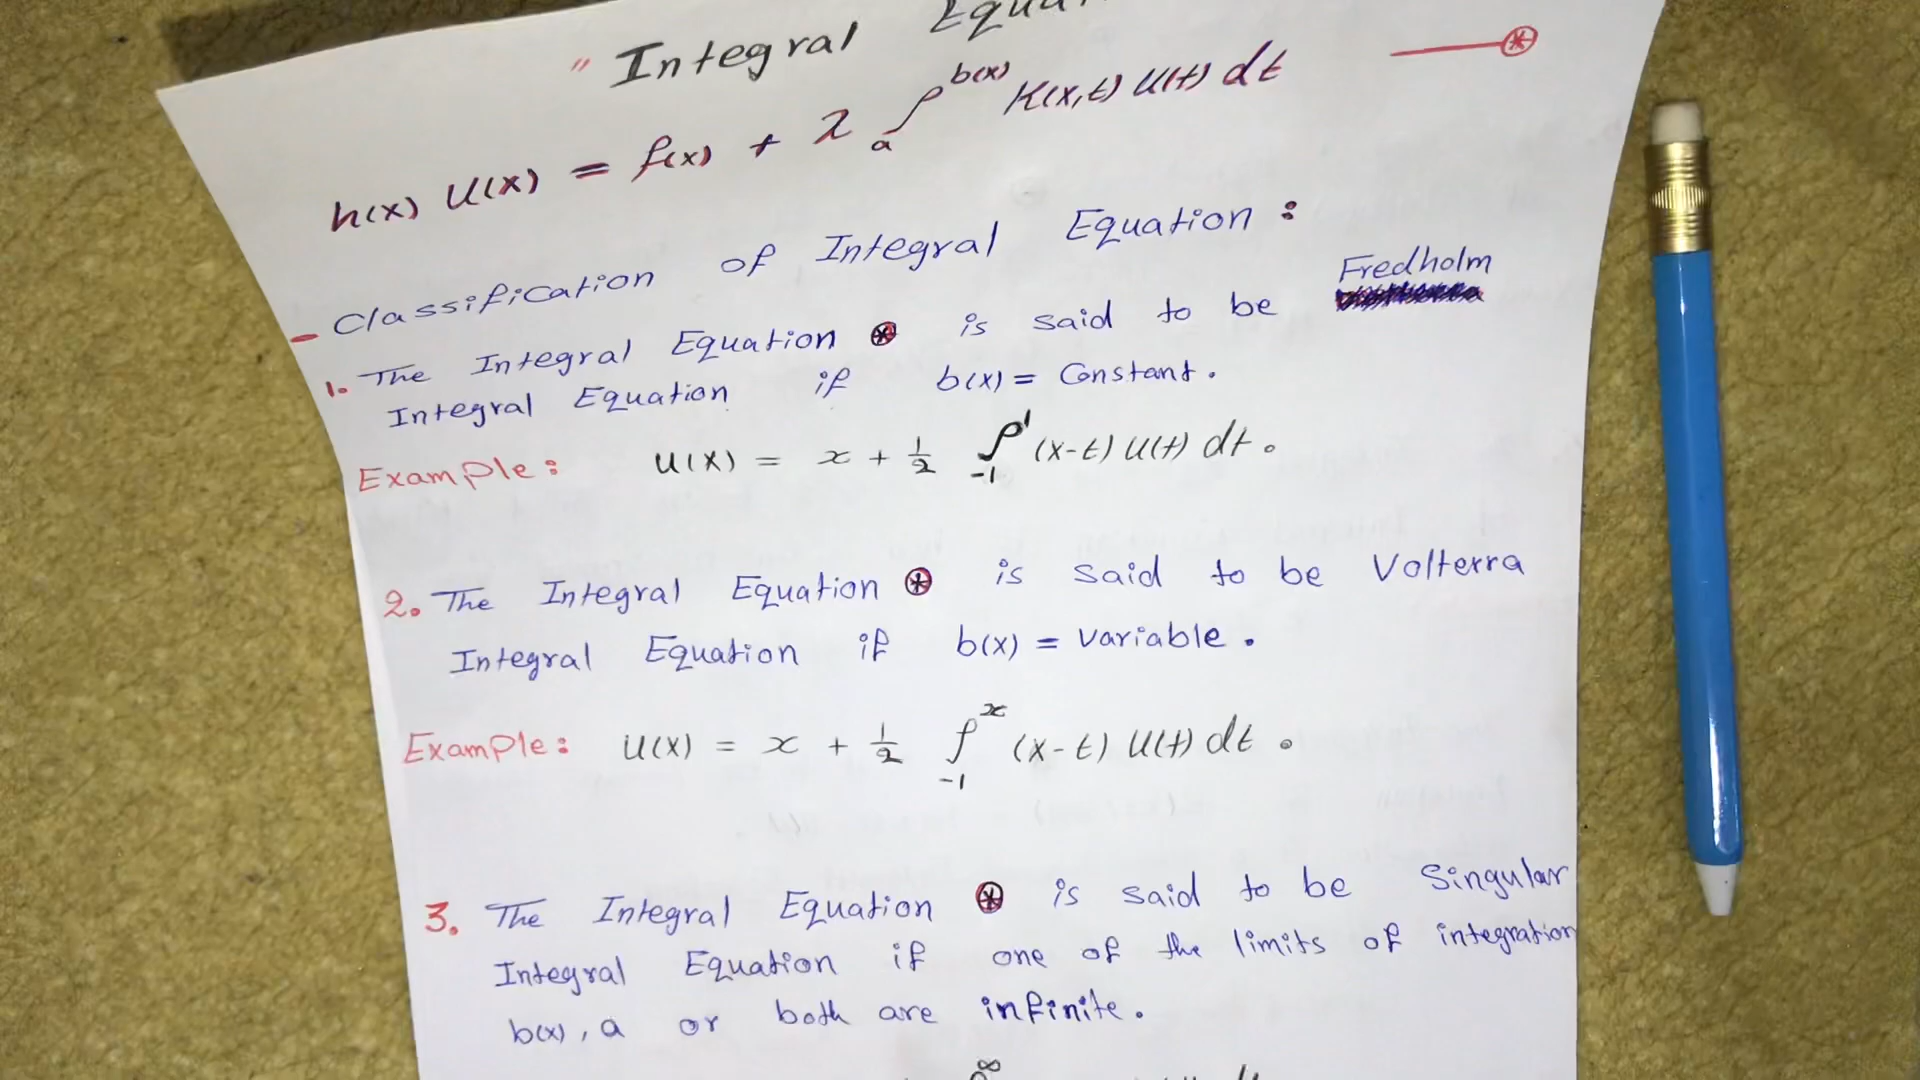 " Integral Equa
h(x) U(x) = f(x) + λ ∫_a^b(x) K(x,t) U(t) dt —⊛
- Classification of Integral Equation :
1. The Integral Equation ⊛ is said to be Fredholm
Integral Equation if b(x) = Constant.
Example: U(x) = x + 1/2 ∫_-1^1 (x-t) U(t) dt.
2. The Integral Equation ⊛ is said to be Volterra
Integral Equation if b(x) = variable.
Example: U(x) = x + 1/2 ∫_-1^x (x-t) U(t) dt.
3. The Integral Equation ⊛ is said to be Singular
Integral Equation if one of the limits of integration
b(x), a or both are infinite.
∞